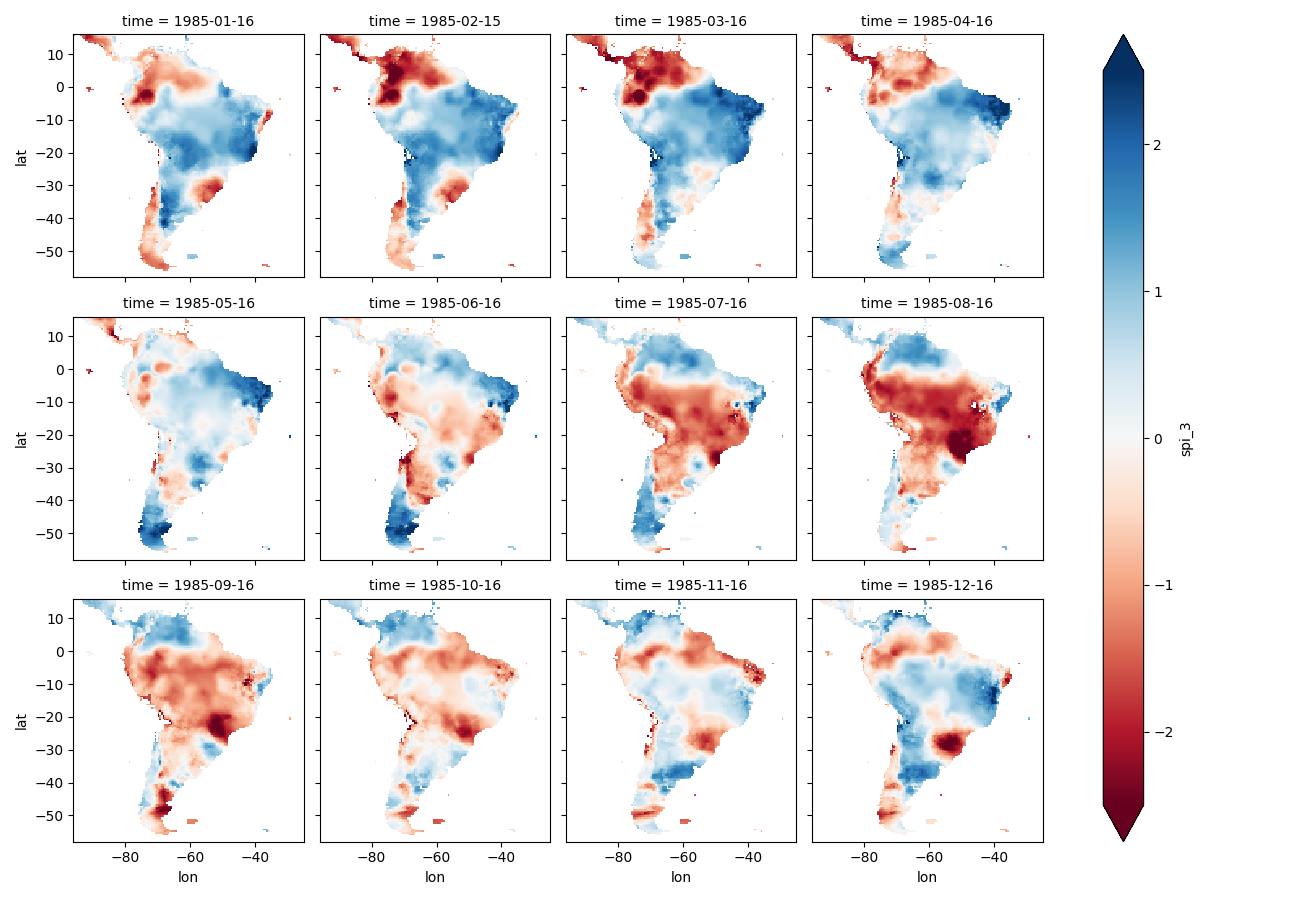 time = 1985-01-16 time = 1985-02-15 time = 1985-03-16 time = 1985-04-16
10
0
−10
−20
−30
−40
−50
lat
time = 1985-05-16 time = 1985-06-16 time = 1985-07-16 time = 1985-08-16
10
0
−10
−20
−30
−40
−50
lat
time = 1985-09-16 time = 1985-10-16 time = 1985-11-16 time = 1985-12-16
10
0
−10
−20
−30
−40
−50
lat
−80 −60 −40 −80 −60 −40 −80 −60 −40 −80 −60 −40
lon lon lon lon
2
1
0
−1
−2
spi_3